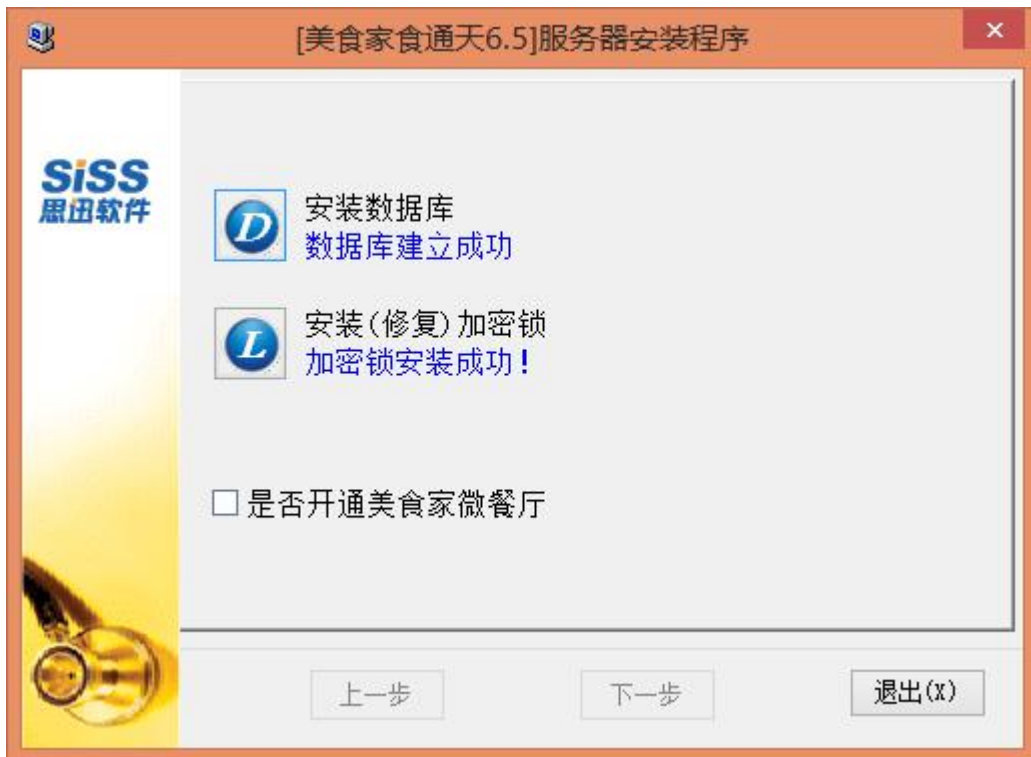 [美食家食通天6.5]服务器安装程序
SiSS
思迅软件
D
安装数据库
数据库建立成功
L
安装(修复)加密锁
加密锁安装成功!
是否开通美食家微餐厅
上一步
下一步
退出(X)